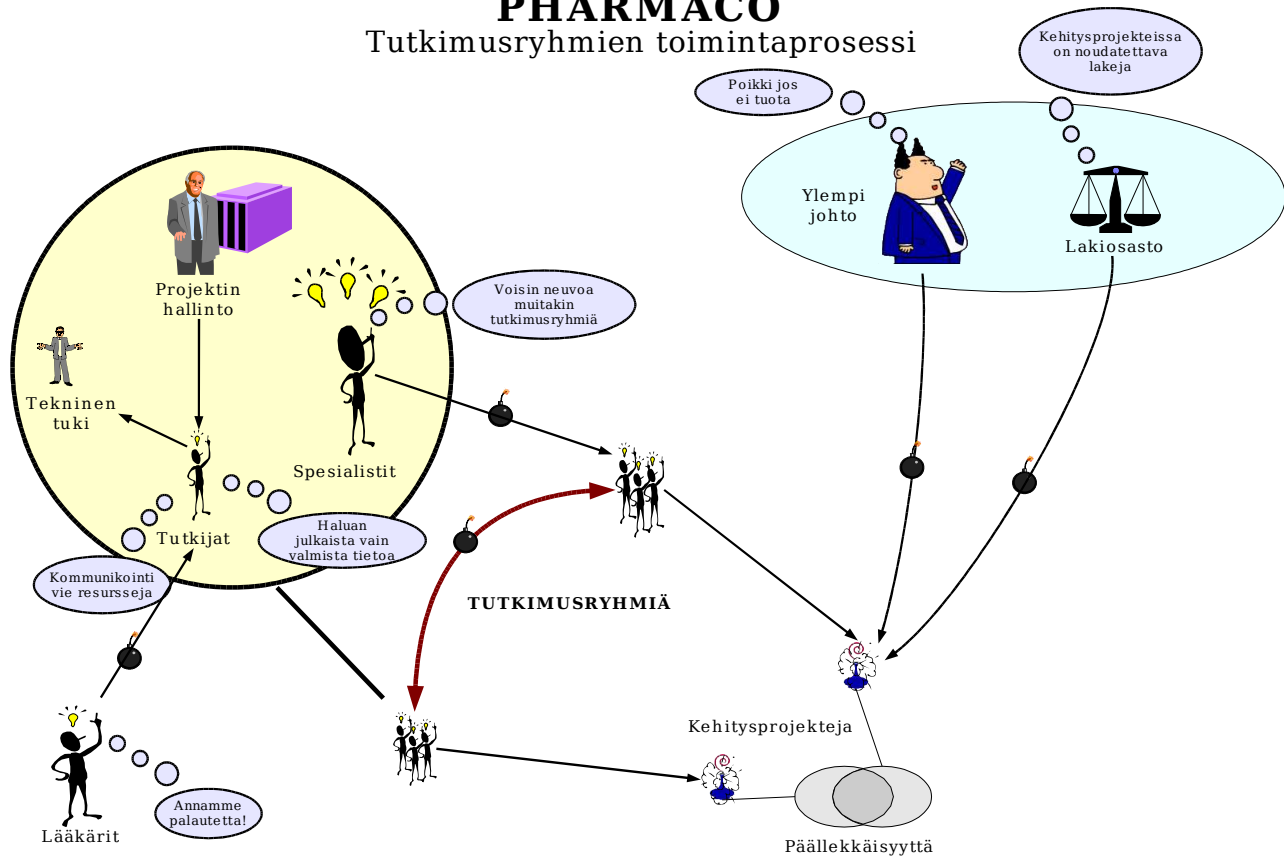 PHARMACO
Tutkimusryhmien toimintaprosessi
Kehitysprojekteissa
on noudatettava
lakeja
Poikki jos
ei tuota
Ylempi
johto
Lakiosasto
Projektin
hallinto
Voisin neuvoa
muitakin
tutkimusryhmiä
Tekninen
tuki
Spesialistit
Tutkijat
Haluan
julkaista vain
valmista tietoa
Kommunikointi
vie resursseja
TUTKIMUSRYHMIÄ
Kehitysprojekteja
Annamme
palautetta!
Lääkärit
Päällekkäisyyttä